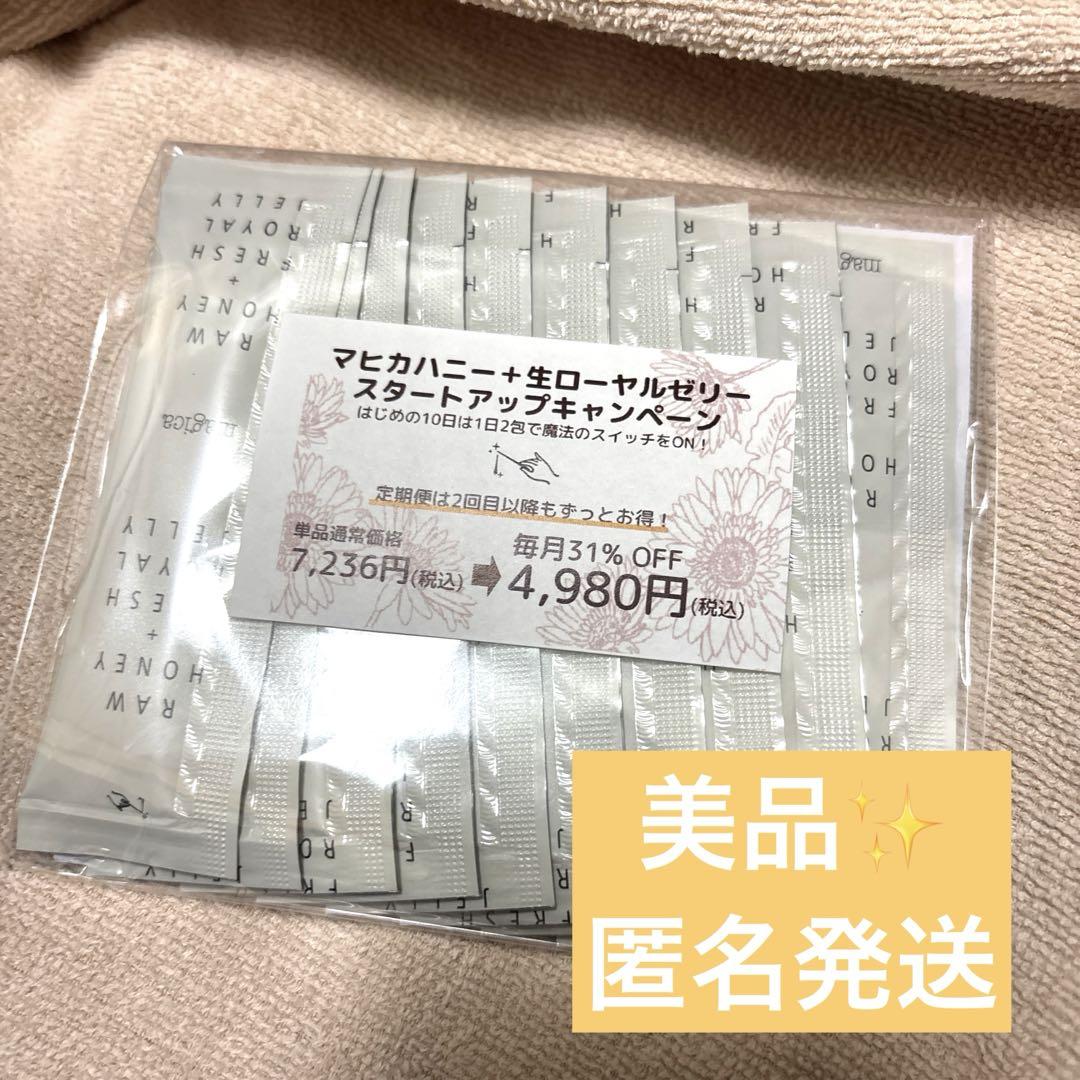 マヒカハニー＋生ローヤルゼリー
スタートアップキャンペーン
はじめの10日は1日2包で魔法のスイッチをON！
定期便は2回目以降もずっとお得！
単品通常価格
7,236円(税込)
毎月31% OFF
4,980円(税込)
RAW
HONEY
+
FRESH
ROYAL
JELLY
magica
RAW
HONEY
+
FRESH
ROYAL
JELLY
美品✨
匿名発送